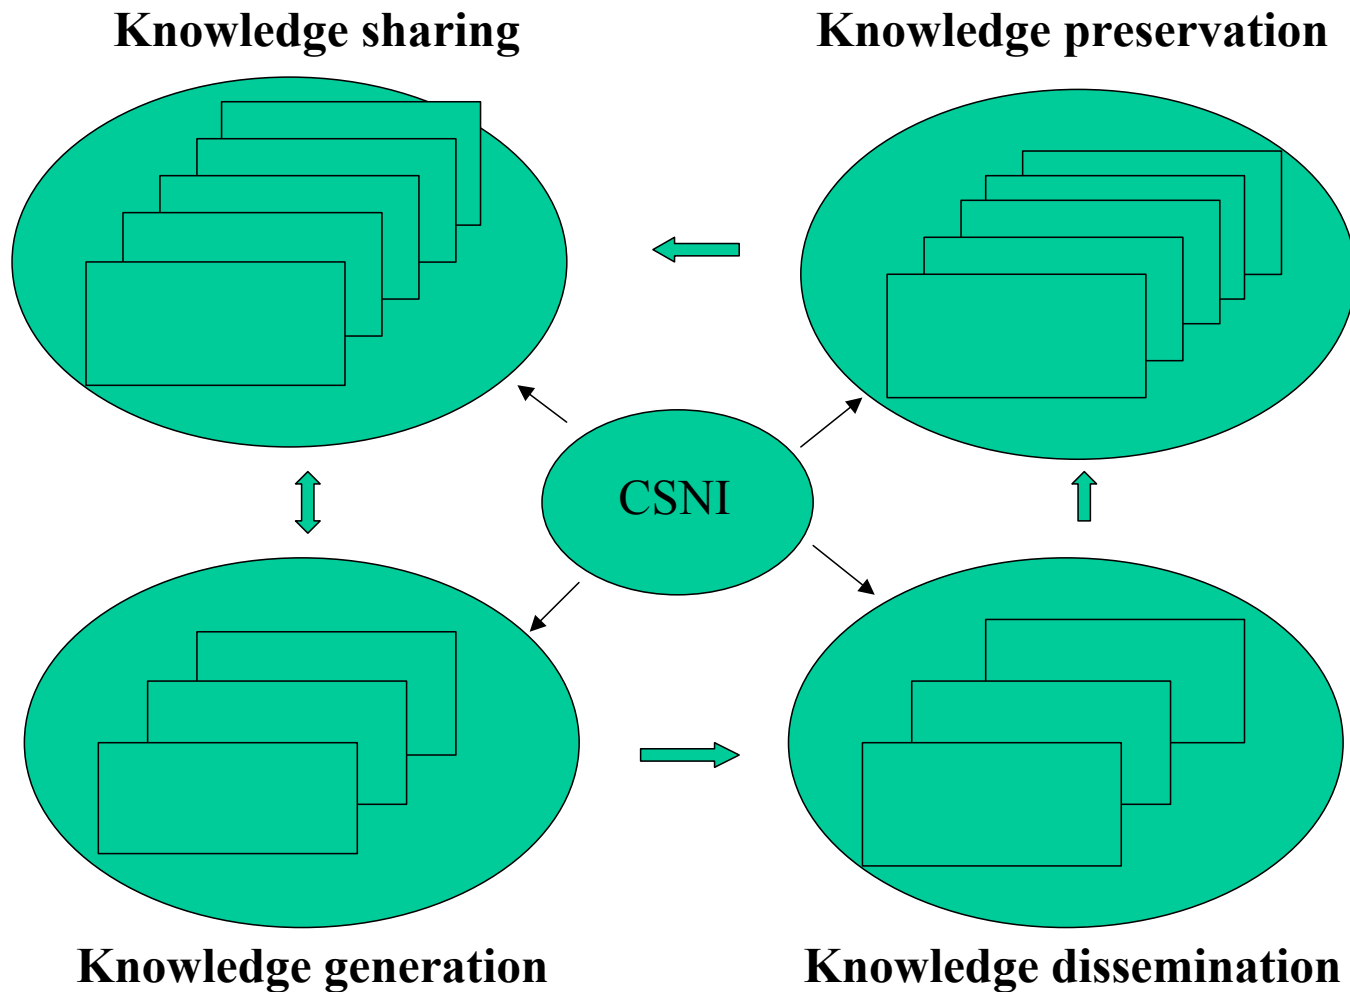 Knowledge sharing
Knowledge preservation
CSNI
Knowledge generation
Knowledge dissemination